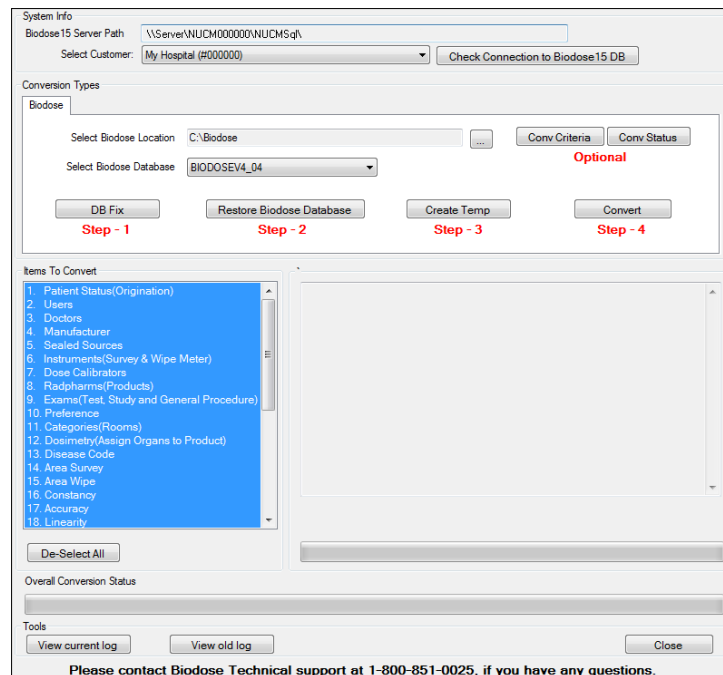 System Info
Biodose15 Server Path \\Server\NUCM000000\NUCMSql\
Select Customer: My Hospital (#000000) Check Connection to Biodose15 DB
Conversion Types
Biodose
Select Biodose Location C:\Biodose ... Conv Criteria Conv Status
Optional
Select Biodose Database BIODOSEV4_04
DB Fix Restore Biodose Database Create Temp Convert
Step - 1 Step - 2 Step - 3 Step - 4
Items To Convert
1. Patient Status(Origination)
2. Users
3. Doctors
4. Manufacturer
5. Sealed Sources
6. Instruments(Survey & Wipe Meter)
7. Dose Calibrators
8. Radpharms(Products)
9. Exams(Test, Study and General Procedure)
10. Preference
11. Categories(Rooms)
12. Dosimetry(Assign Organs to Product)
13. Disease Code
14. Area Survey
15. Area Wipe
16. Constancy
17. Accuracy
18. Linearity
De-Select All
Overall Conversion Status
Tools
View current log View old log Close
Please contact Biodose Technical support at 1-800-851-0025, if you have any questions.